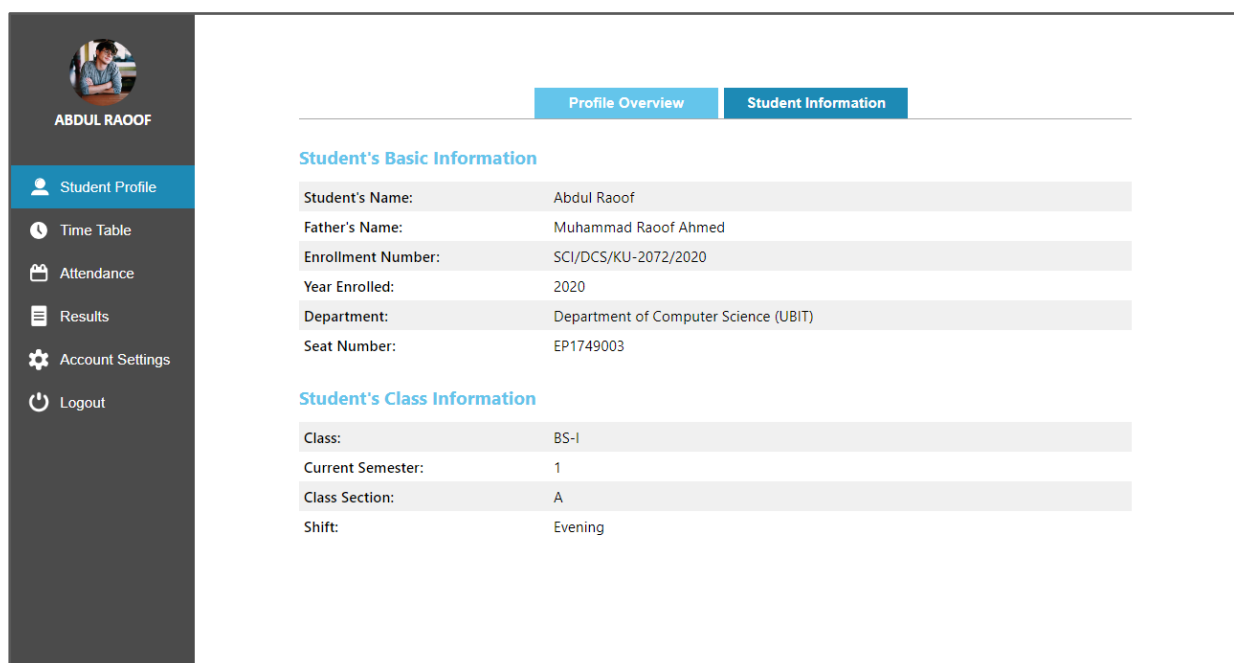 ABDUL RAOOF
Student Profile
Time Table
Attendance
Results
Account Settings
Logout
Profile Overview Student Information
Student's Basic Information
Student's Name: Abdul Raoof
Father's Name: Muhammad Raoof Ahmed
Enrollment Number: SCI/DCS/KU-2072/2020
Year Enrolled: 2020
Department: Department of Computer Science (UBIT)
Seat Number: EP1749003
Student's Class Information
Class: BS-I
Current Semester: 1
Class Section: A
Shift: Evening